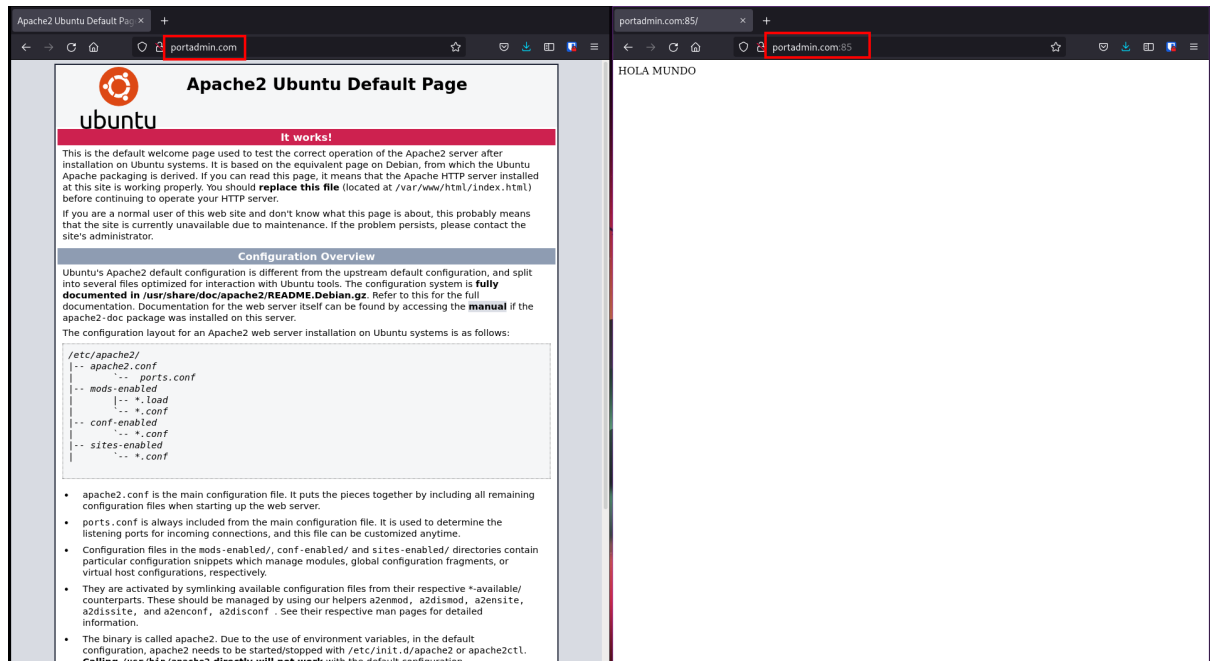 Apache2 Ubuntu Default Pag
portadmin.com
ubuntu
Apache2 Ubuntu Default Page
It works!
This is the default welcome page used to test the correct operation of the Apache2 server after
installation on Ubuntu systems. It is based on the equivalent page on Debian, from which the Ubuntu
Apache packaging is derived. If you can read this page, it means that the Apache HTTP server installed
at this site is working properly. You should replace this file (located at /var/www/html/index.html)
before continuing to operate your HTTP server.
If you are a normal user of this web site and don't know what this page is about, this probably means
that the site is currently unavailable due to maintenance. If the problem persists, please contact the
site's administrator.
Configuration Overview
Ubuntu's Apache2 default configuration is different from the upstream default configuration, and split
into several files optimized for interaction with Ubuntu tools. The configuration system is fully
documented in /usr/share/doc/apache2/README.Debian.gz. Refer to this for the full
documentation. Documentation for the web server itself can be found by accessing the manual if the
apache2-doc package was installed on this server.
The configuration layout for an Apache2 web server installation on Ubuntu systems is as follows:
/etc/apache2/
|-- apache2.conf
|       `--  ports.conf
|-- mods-enabled
|       |-- *.load
|       `-- *.conf
|-- conf-enabled
|       `-- *.conf
|-- sites-enabled
|       `-- *.conf
• apache2.conf is the main configuration file. It puts the pieces together by including all remaining
configuration files when starting up the web server.
• ports.conf is always included from the main configuration file. It is used to determine the
listening ports for incoming connections, and this file can be customized anytime.
• Configuration files in the mods-enabled/, conf-enabled/ and sites-enabled/ directories contain
particular configuration snippets which manage modules, global configuration fragments, or
virtual host configurations, respectively.
• They are activated by symlinking available configuration files from their respective *-available/
counterparts. These should be managed by using our helpers a2enmod, a2dismod, a2ensite,
a2dissite, and a2enconf, a2disconf . See their respective man pages for detailed
information.
• The binary is called apache2. Due to the use of environment variables, in the default
configuration, apache2 needs to be started/stopped with /etc/init.d/apache2 or apache2ctl.
Calling /usr/bin/apache2 directly will not work with the default configuration.
portadmin.com:85/
portadmin.com:85
HOLA MUNDO